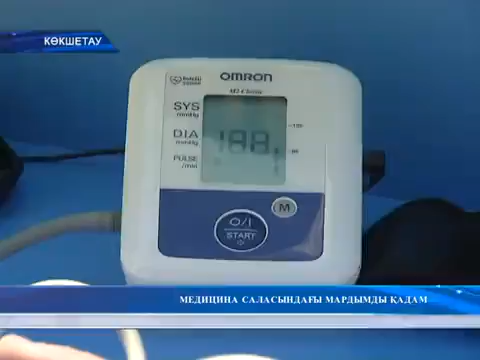 КӨКШЕТАУ
OMRON
SYS
mmHg
DIA
mmHg
PULSE
/min
188
M
O/I
START
МЕДИЦИНА САЛАСЫНДАҒЫ МАРДЫМДЫ ҚАДАМ